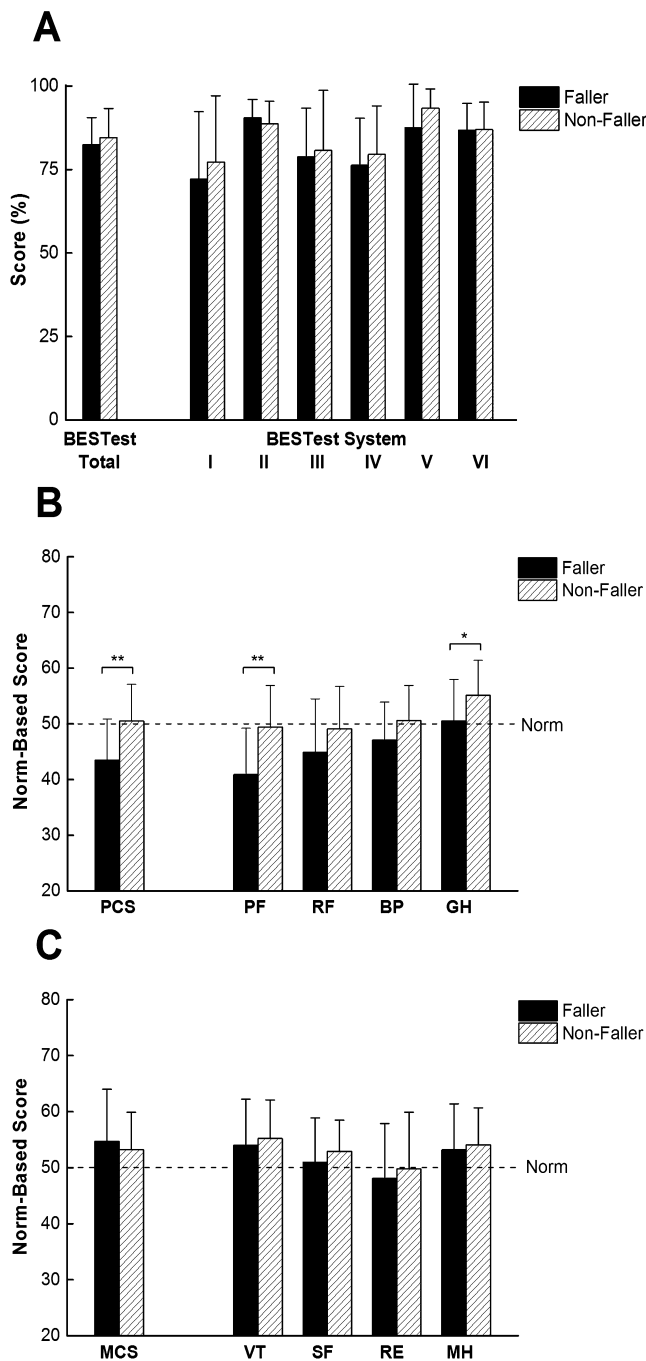 A
100
75
50
25
0
Score (%)
Faller
Non-Faller
BESTest BESTest System
Total I II III IV V VI
B
80
70
60
50
40
30
20
Norm-Based Score
Faller
Non-Faller
** ** *
Norm
PCS PF RF BP GH
C
80
70
60
50
40
30
20
Norm-Based Score
Faller
Non-Faller
Norm
MCS VT SF RE MH